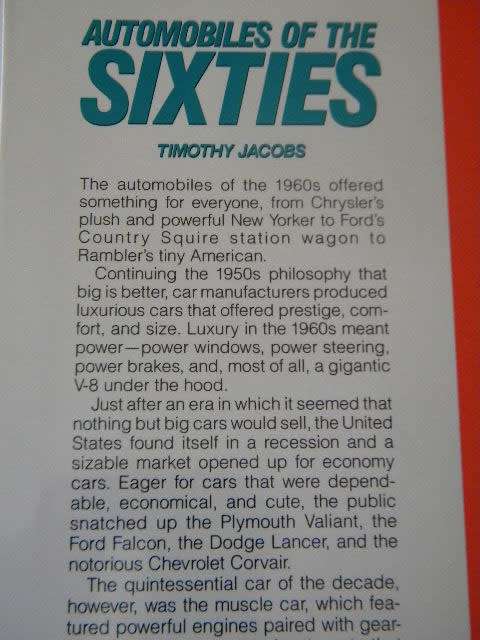 AUTOMOBILES OF THE
SIXTIES
TIMOTHY JACOBS
The automobiles of the 1960s offered
something for everyone, from Chrysler's
plush and powerful New Yorker to Ford's
Country Squire station wagon to
Rambler's tiny American.
Continuing the 1950s philosophy that
big is better, car manufacturers produced
luxurious cars that offered prestige, com-
fort, and size. Luxury in the 1960s meant
power—power windows, power steering,
power brakes, and, most of all, a gigantic
V-8 under the hood.
Just after an era in which it seemed that
nothing but big cars would sell, the United
States found itself in a recession and a
sizable market opened up for economy
cars. Eager for cars that were depend-
able, economical, and cute, the public
snatched up the Plymouth Valiant, the
Ford Falcon, the Dodge Lancer, and the
notorious Chevrolet Corvair.
The quintessential car of the decade,
however, was the muscle car, which fea-
tured powerful engines paired with gear-